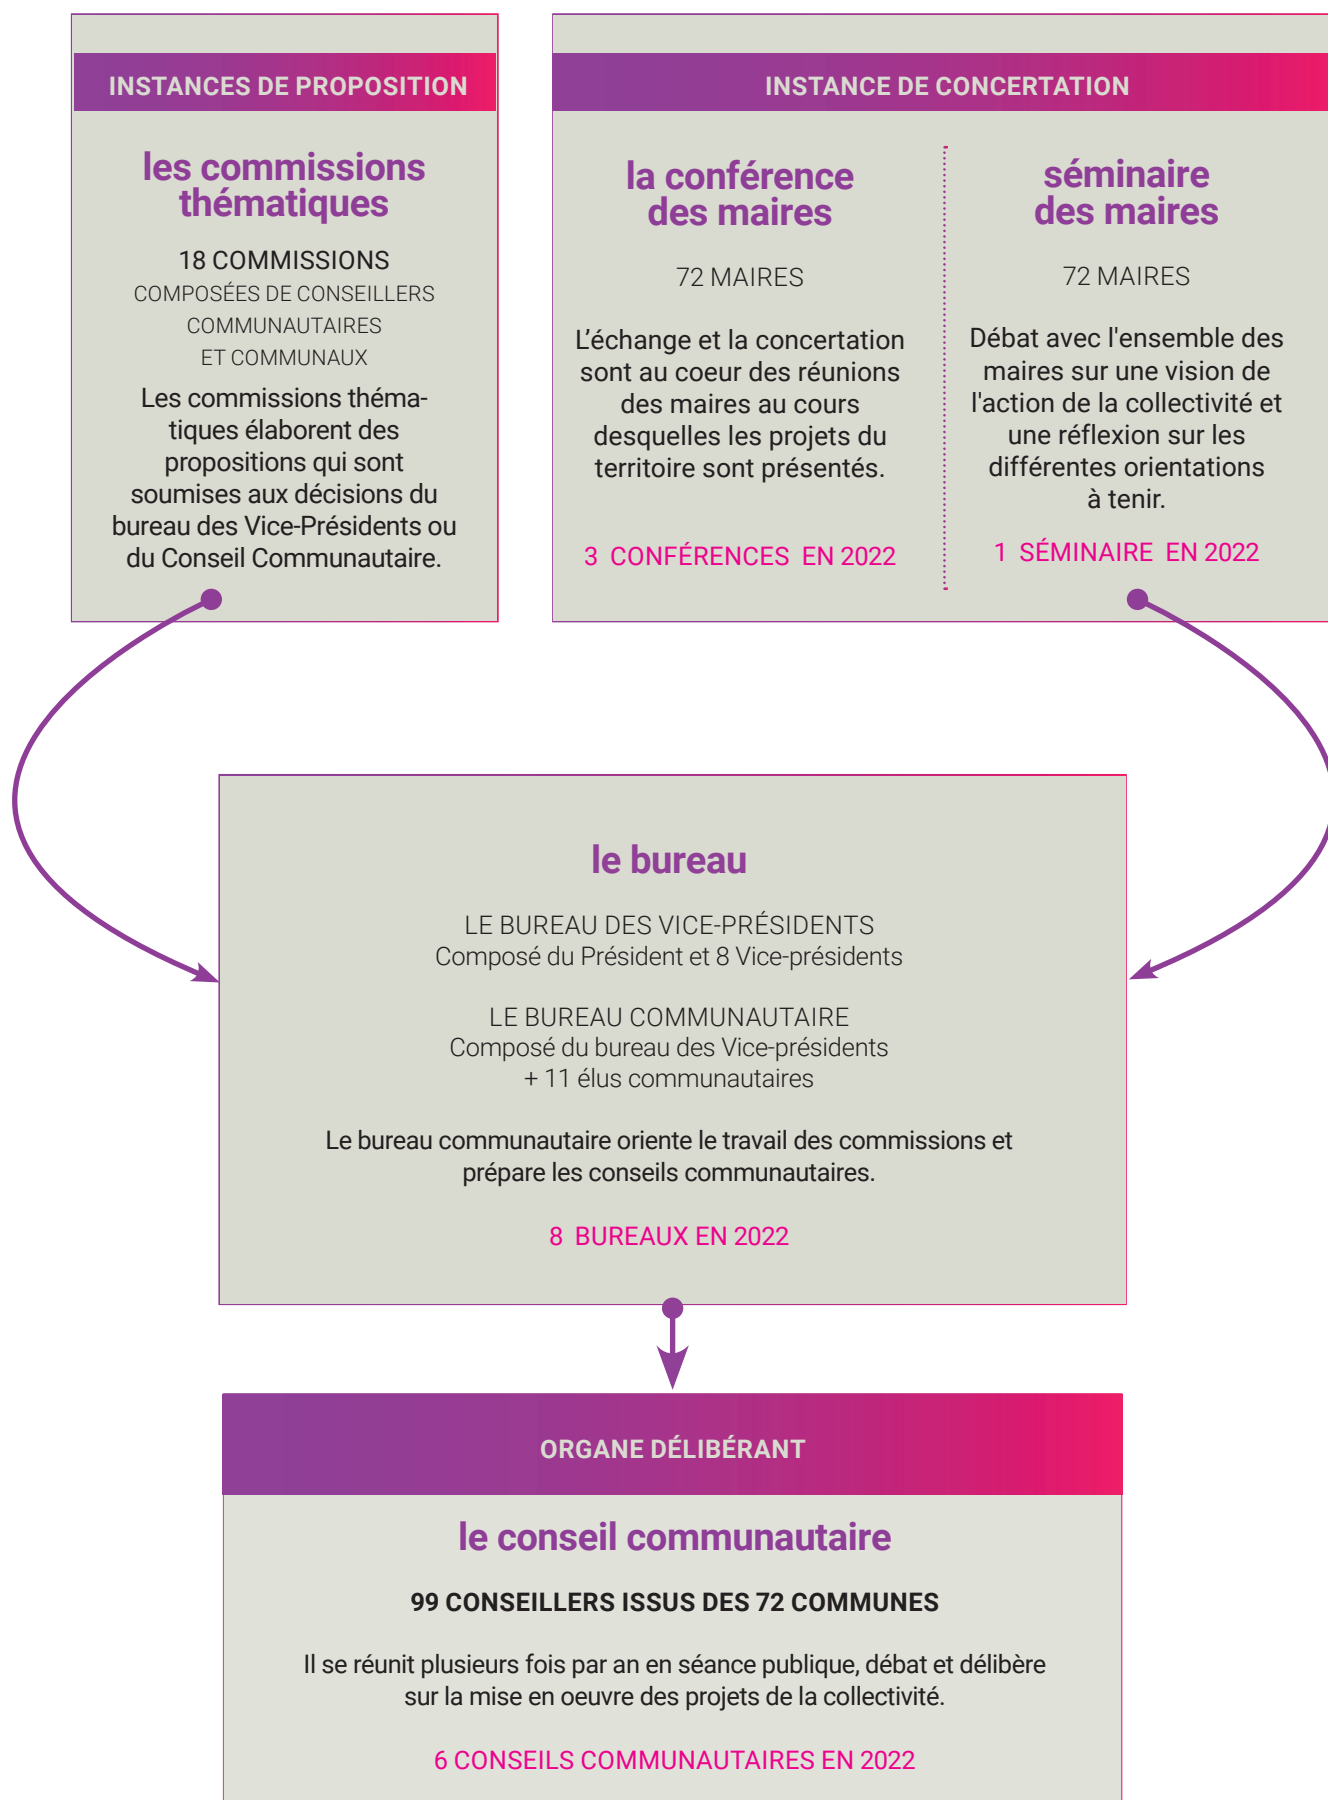 INSTANCES DE PROPOSITION
les commissions
thématiques
18 COMMISSIONS
COMPOSÉES DE CONSEILLERS
COMMUNAUTAIRES
ET COMMUNAUX
Les commissions théma-
tiques élaborent des
propositions qui sont
soumises aux décisions du
bureau des Vice-Présidents ou
du Conseil Communautaire.
INSTANCE DE CONCERTATION
la conférence
des maires
72 MAIRES
L’échange et la concertation
sont au coeur des réunions
des maires au cours
desquelles les projets du
territoire sont présentés.
3 CONFÉRENCES EN 2022
séminaire
des maires
72 MAIRES
Débat avec l'ensemble des
maires sur une vision de
l'action de la collectivité et
une réflexion sur les
différentes orientations
à tenir.
1 SÉMINAIRE EN 2022
le bureau
LE BUREAU DES VICE-PRÉSIDENTS
Composé du Président et 8 Vice-présidents
LE BUREAU COMMUNAUTAIRE
Composé du bureau des Vice-présidents
+ 11 élus communautaires
Le bureau communautaire oriente le travail des commissions et
prépare les conseils communautaires.
8 BUREAUX EN 2022
ORGANE DÉLIBÉRANT
le conseil communautaire
99 CONSEILLERS ISSUS DES 72 COMMUNES
Il se réunit plusieurs fois par an en séance publique, débat et délibère
sur la mise en oeuvre des projets de la collectivité.
6 CONSEILS COMMUNAUTAIRES EN 2022